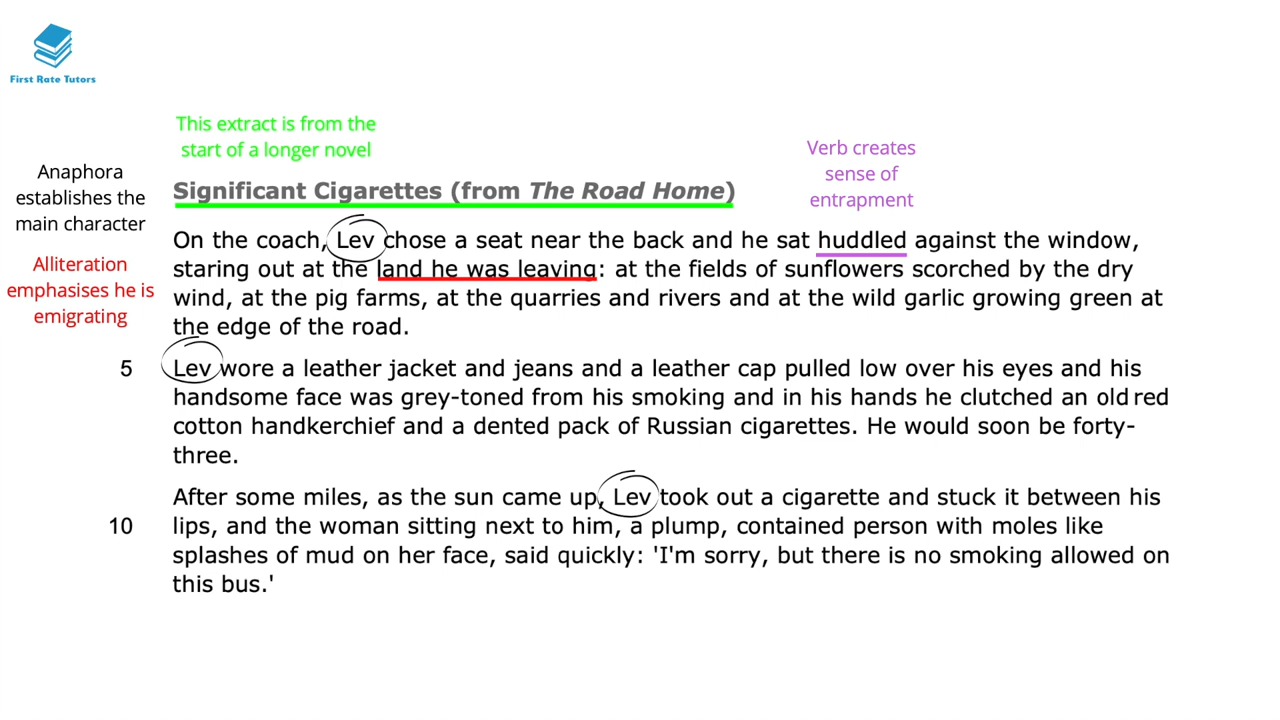 First Rate Tutors
This extract is from the
start of a longer novel
Verb creates
sense of
entrapment
Anaphora
establishes the
main character
Alliteration
emphasises he is
emigrating
Significant Cigarettes (from The Road Home)
On the coach, Lev chose a seat near the back and he sat huddled against the window,
staring out at the land he was leaving: at the fields of sunflowers scorched by the dry
wind, at the pig farms, at the quarries and rivers and at the wild garlic growing green at
the edge of the road.
5 Lev wore a leather jacket and jeans and a leather cap pulled low over his eyes and his
handsome face was grey-toned from his smoking and in his hands he clutched an old red
cotton handkerchief and a dented pack of Russian cigarettes. He would soon be forty-
three.
After some miles, as the sun came up, Lev took out a cigarette and stuck it between his
10 lips, and the woman sitting next to him, a plump, contained person with moles like
splashes of mud on her face, said quickly: 'I'm sorry, but there is no smoking allowed on
this bus.'